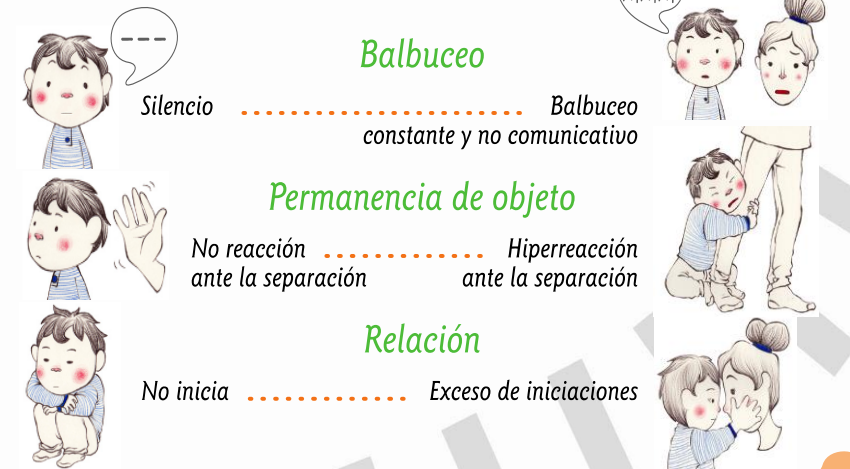 Balbuceo
Silencio ....................... Balbuceo
constante y no comunicativo
Permanencia de objeto
No reacción ............. Hiperreacción
ante la separación ante la separación
Relación
No inicia ............. Exceso de iniciaciones